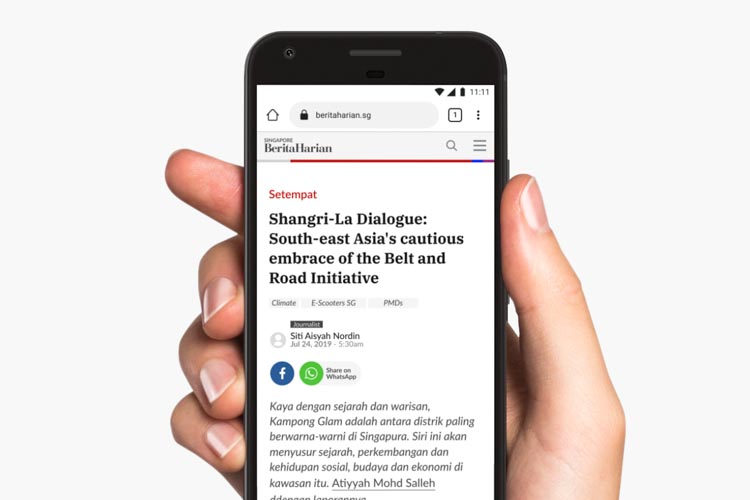 11:11
beritaharian.sg
1
SINGAPORE
BeritaHarian
Setempat
Shangri-La Dialogue:
South-east Asia's cautious
embrace of the Belt and
Road Initiative
Climate E-Scooters SG PMDs
Journalist
Siti Aisyah Nordin
Jul 24, 2019 - 5:30am
f
Share on
WhatsApp
Kaya dengan sejarah dan warisan,
Kampong Glam adalah antara distrik paling
berwarna-warni di Singapura. Siri ini akan
menyusur sejarah, perkembangan dan
kehidupan sosial, budaya dan ekonomi di
kawasan itu. Atiyyah Mohd Salleh